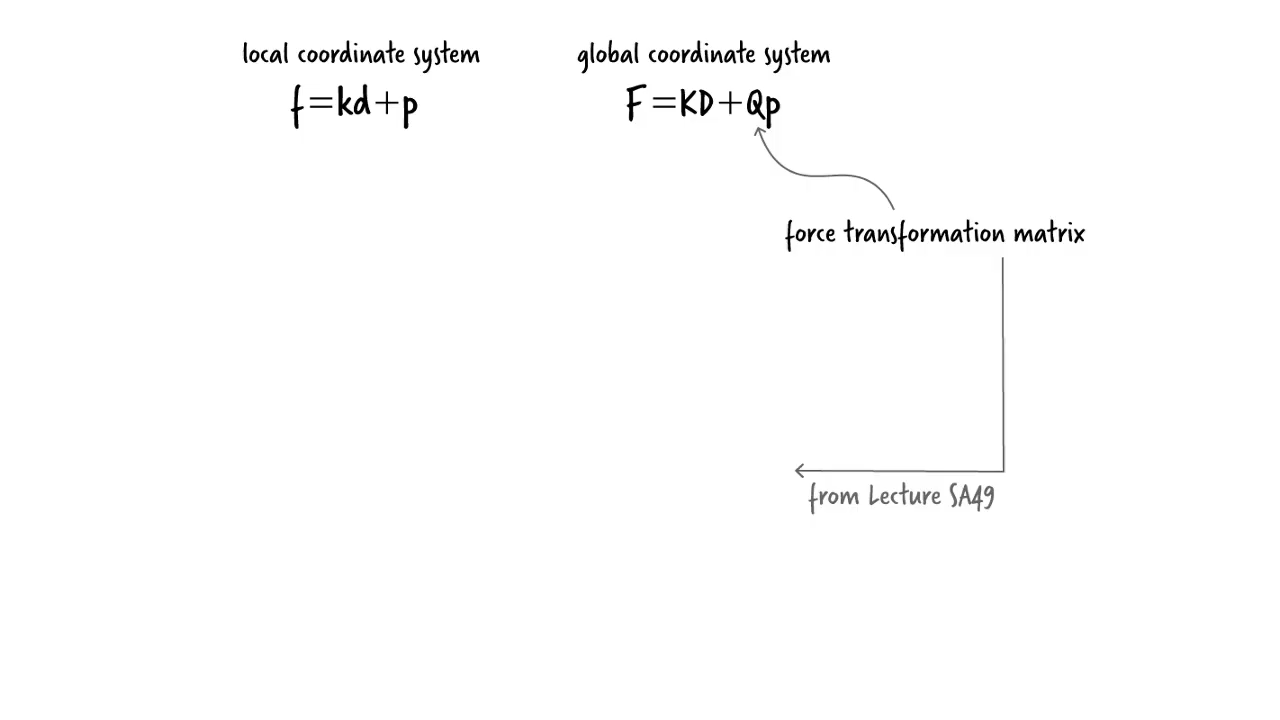 local coordinate system
global coordinate system
f=kd+p
F=KD+Qp
force transformation matrix
from Lecture SA49